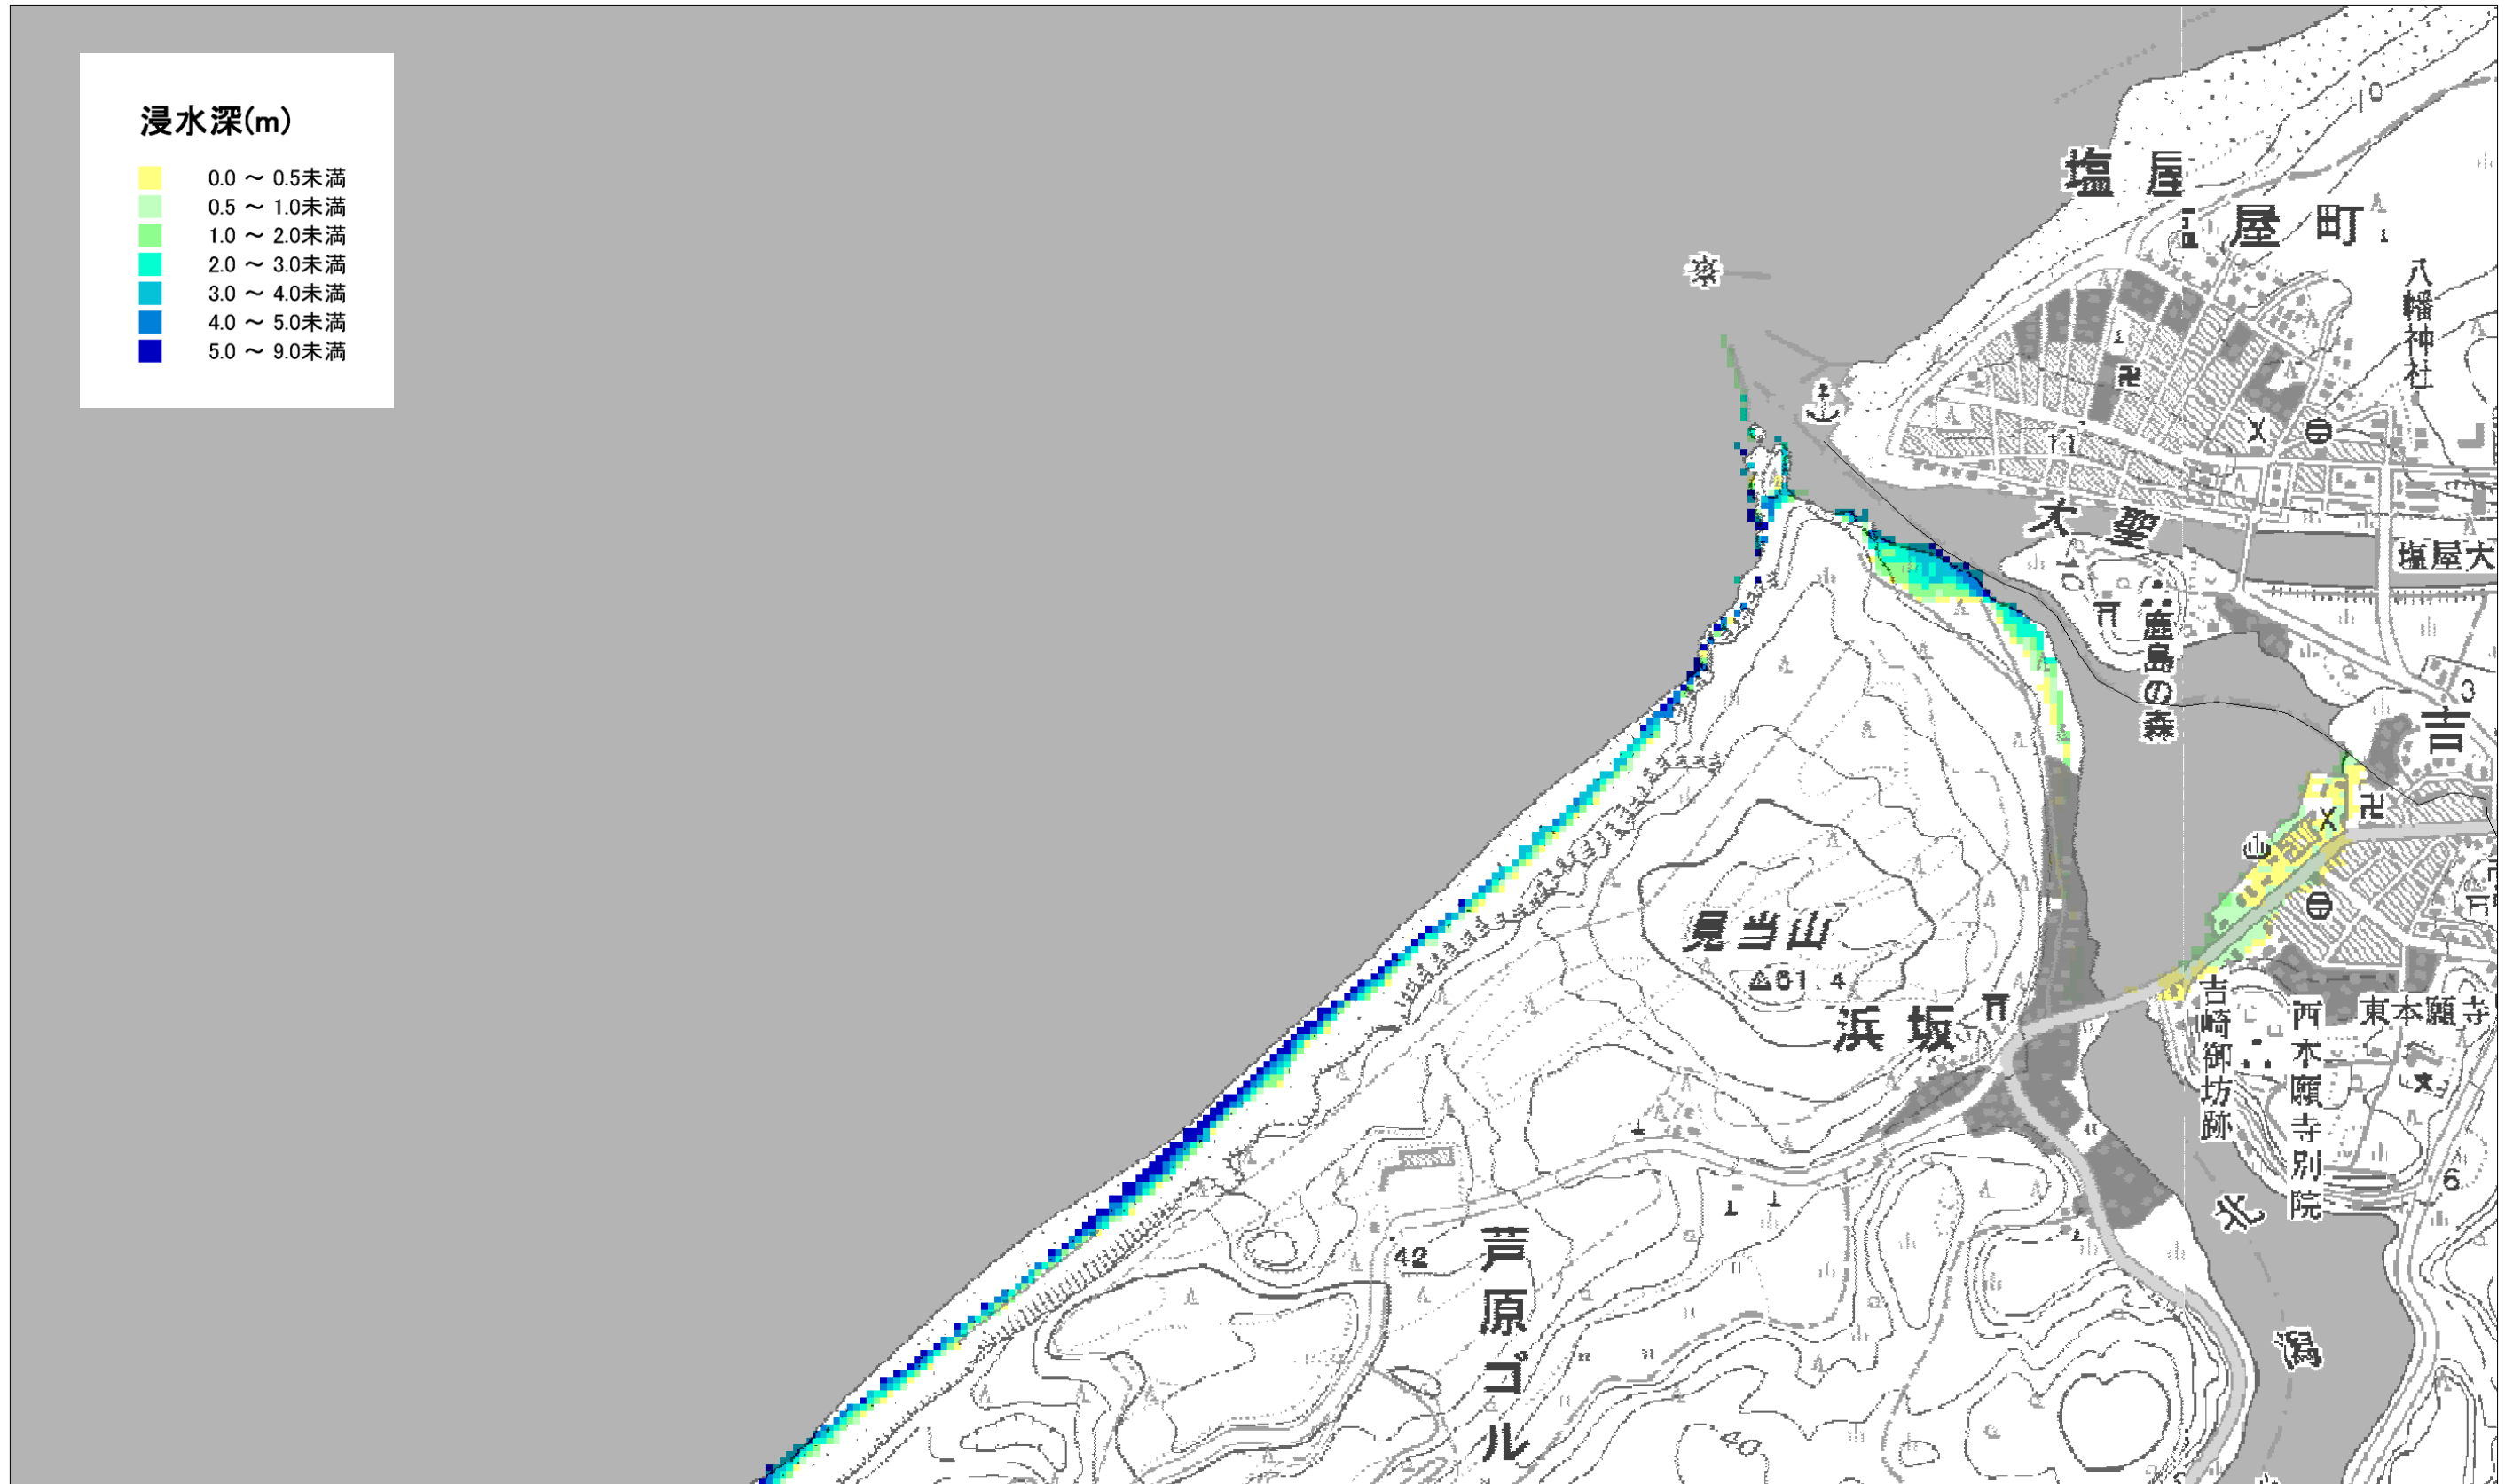 浸水深(m)
0.0 ～ 0.5未満
0.5 ～ 1.0未満
1.0 ～ 2.0未満
2.0 ～ 3.0未満
3.0 ～ 4.0未満
4.0 ～ 5.0未満
5.0 ～ 9.0未満
10
塩屋
屋町
八幡神社
11
大聖
塩屋大
10
鹿島の森
3
吉
見当山
61.4
浜坂
吉崎御坊跡
西本願寺別院
東本願寺
6
北
潟
42
芦原ゴル
40